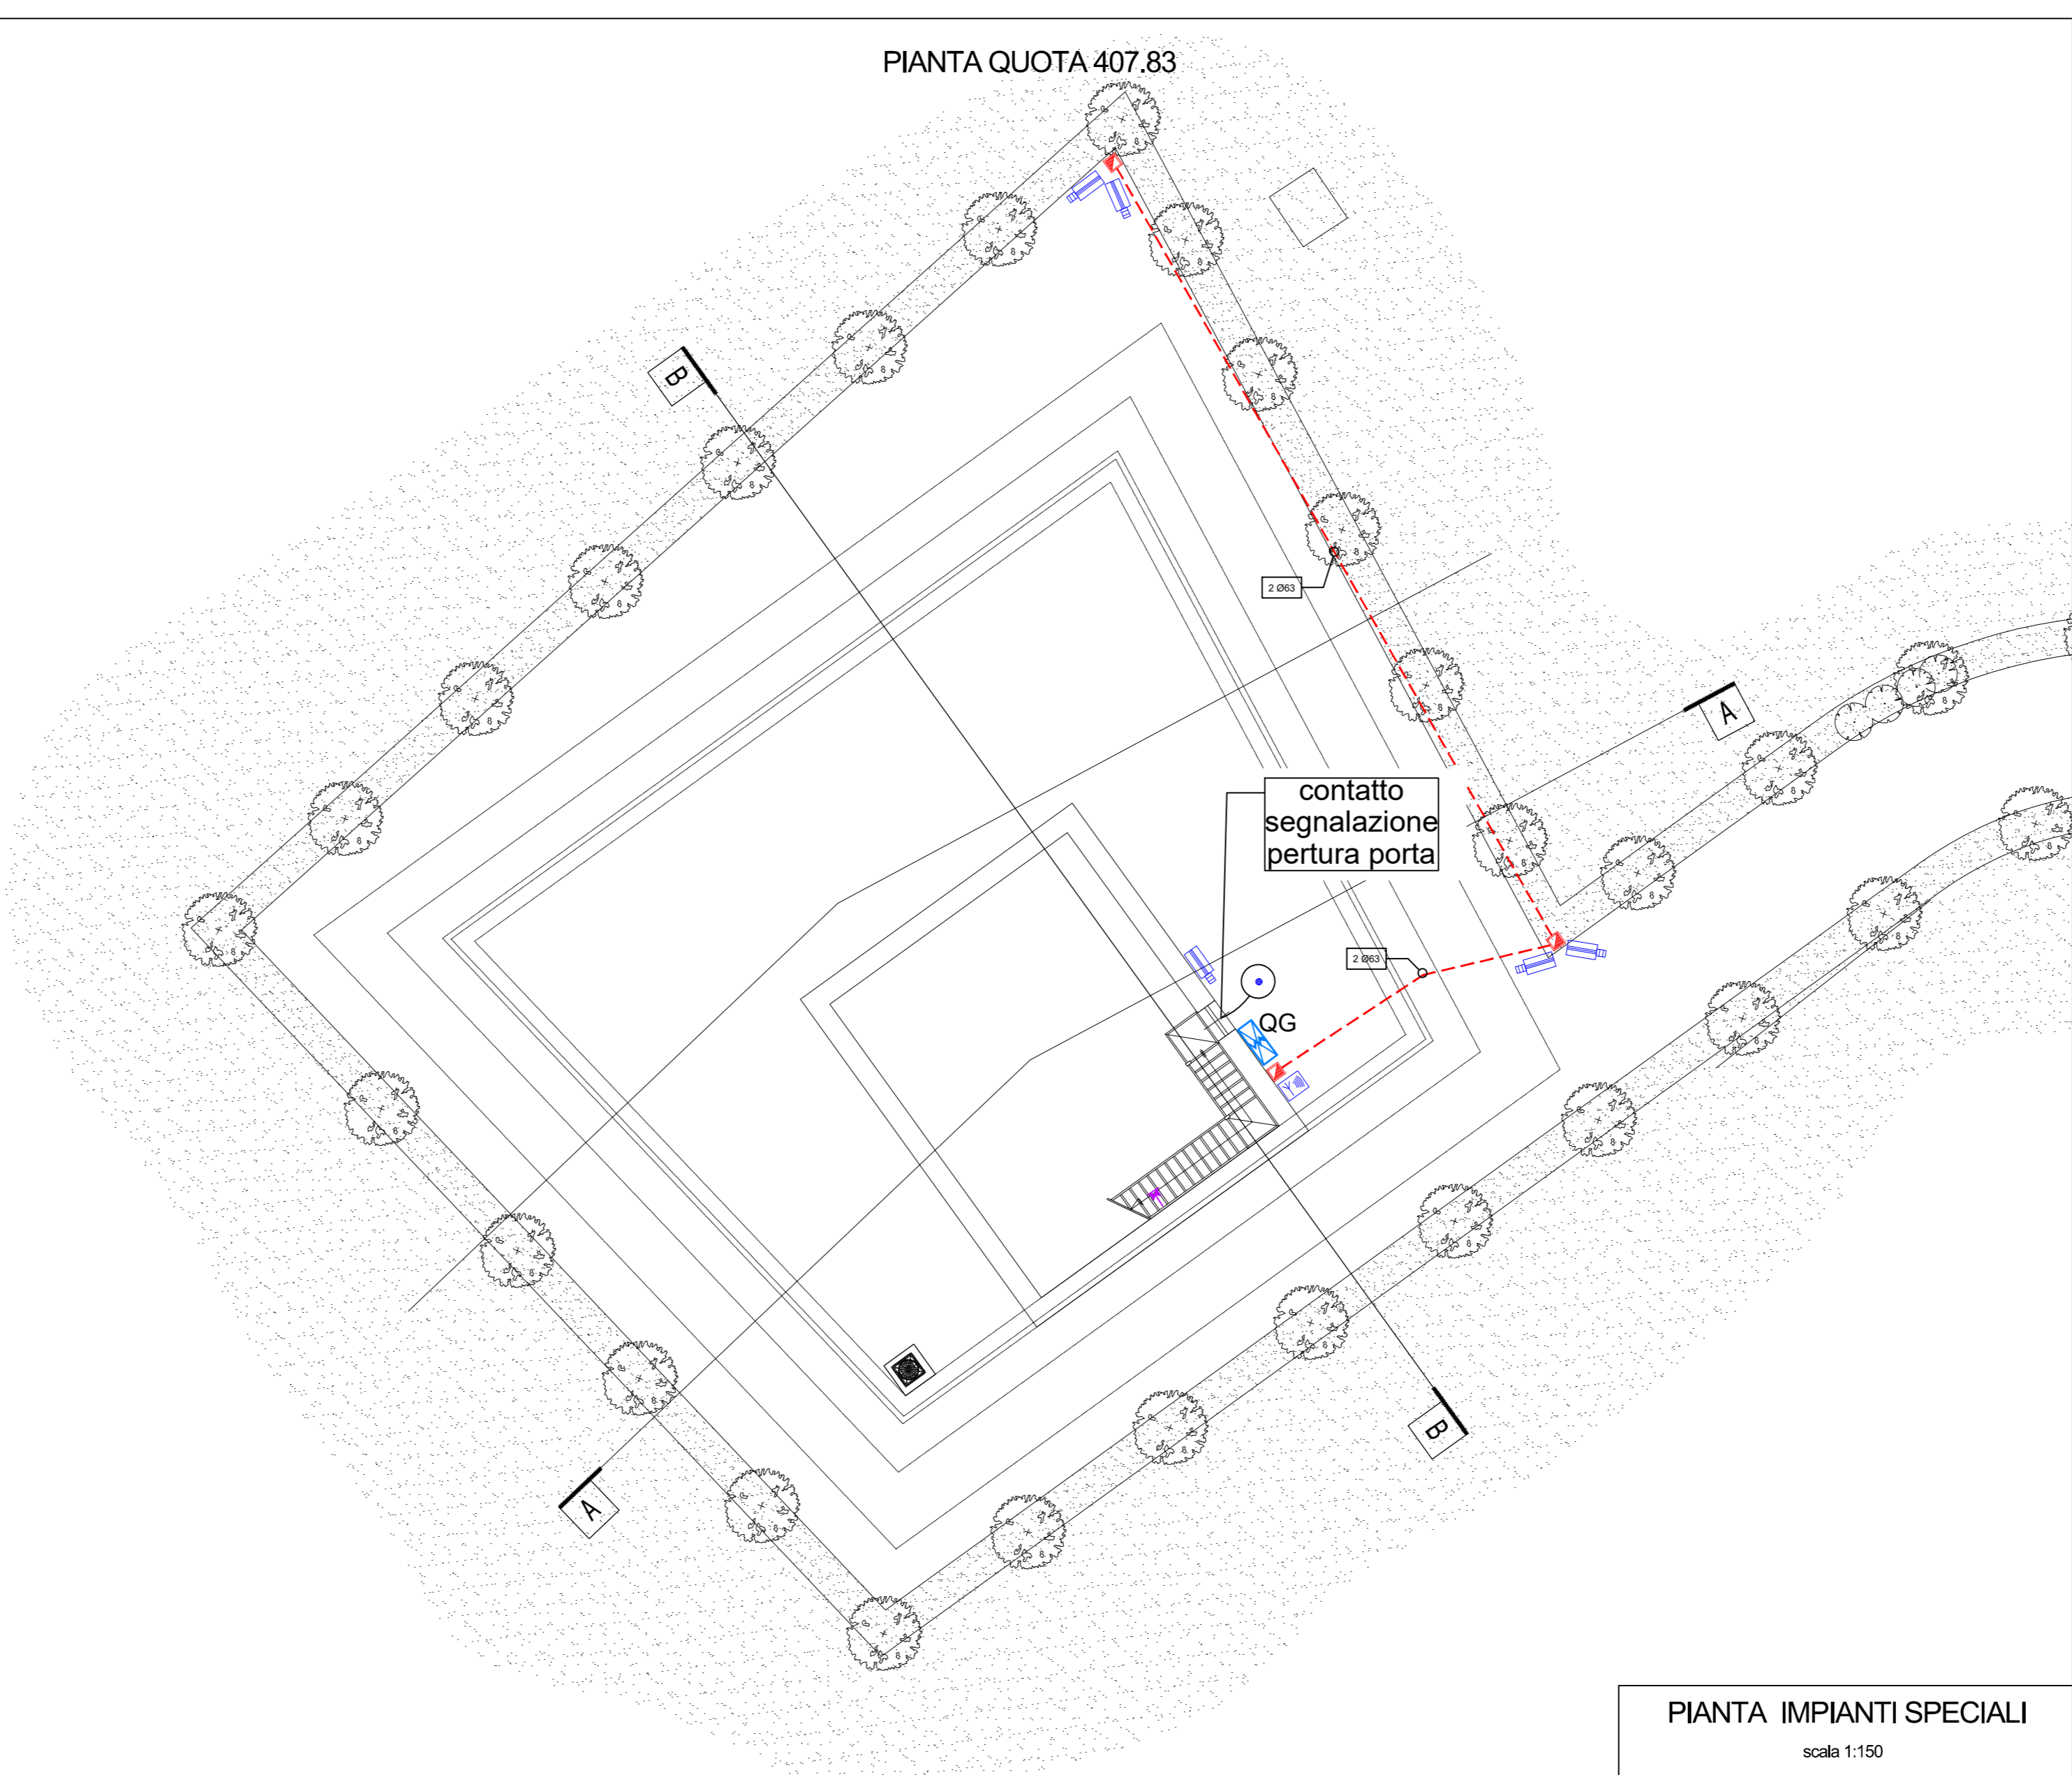 PIANTA QUOTA 407.83
B
2 Ø63
A
contatto
segnalazione
pertura porta
2 Ø63
QG
B
A
PIANTA IMPIANTI SPECIALI
scala 1:150